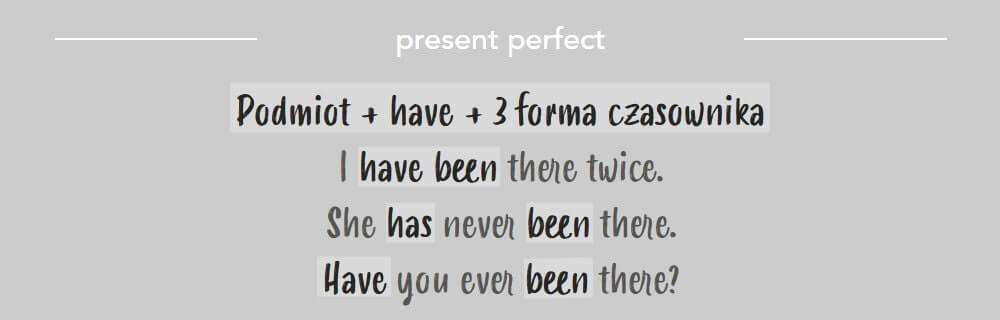 present perfect
Podmiot + have + 3 forma czasownika
I have been there twice.
She has never been there.
Have you ever been there?